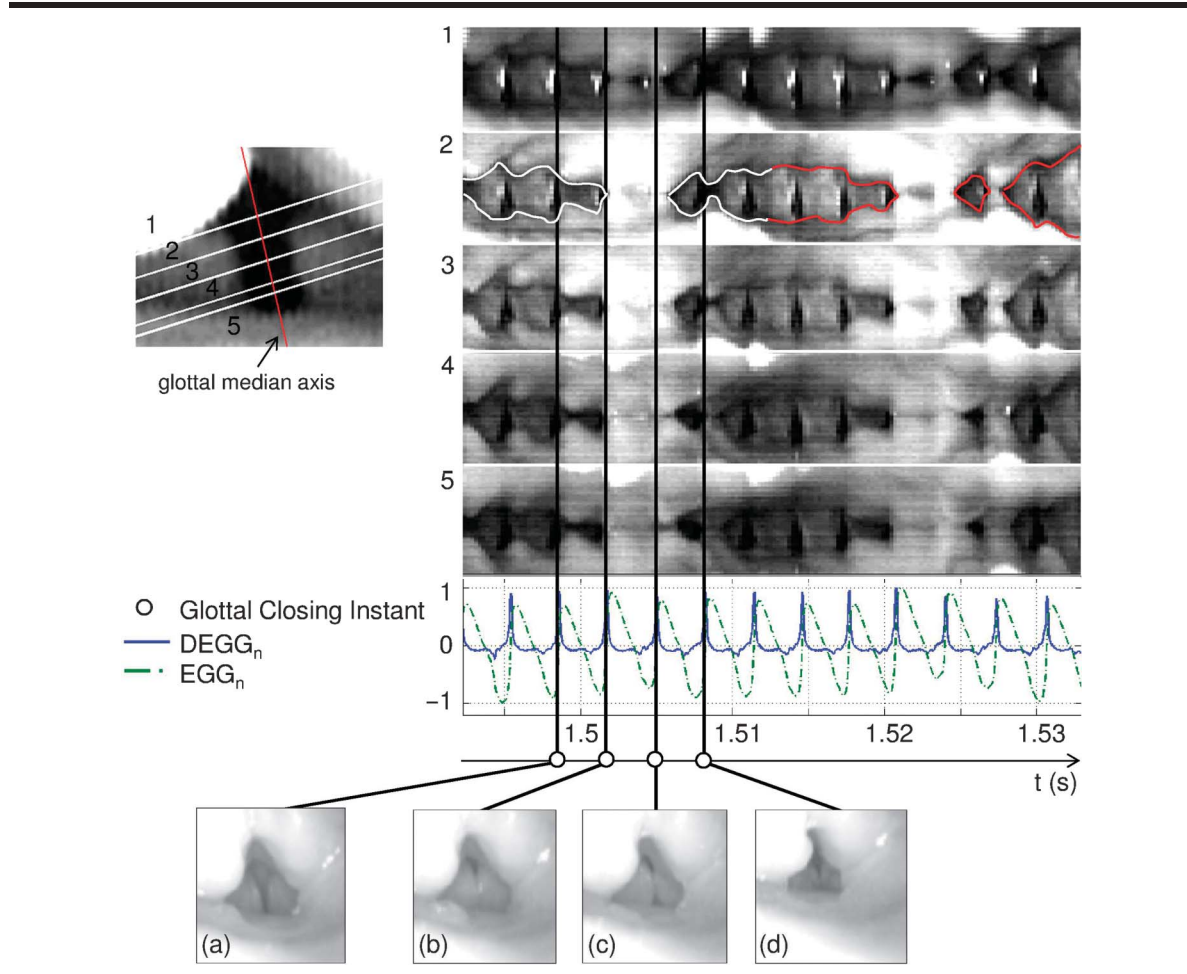 1
2
3
4
5
glottal median axis
1
2
3
4
5
Glottal Closing Instant
DEGGn
EGGn
1
0
−1
1.5
1.51
1.52
1.53
t (s)
(a)
(b)
(c)
(d)